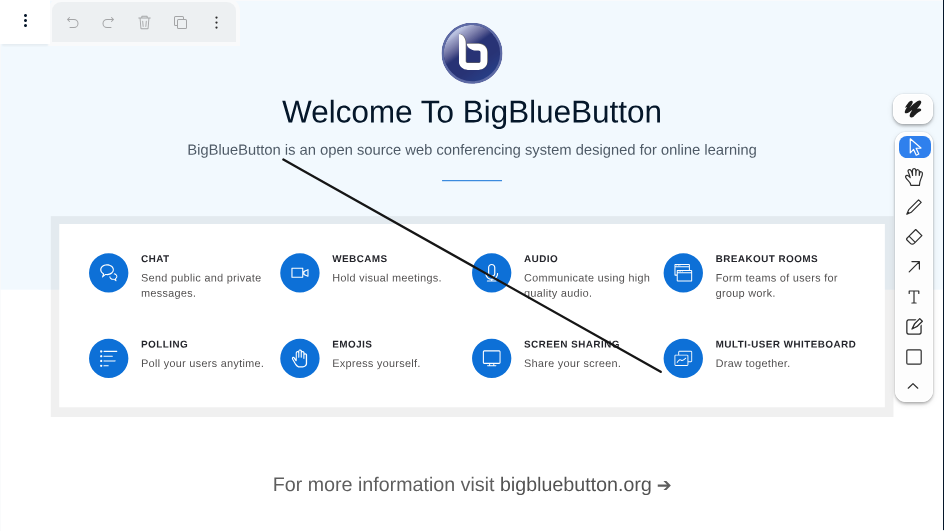 Welcome To BigBlueButton
BigBlueButton is an open source web conferencing system designed for online learning
CHAT
Send public and private
messages.
WEBCAMS
Hold visual meetings.
AUDIO
Communicate using high
quality audio.
BREAKOUT ROOMS
Form teams of users for
group work.
POLLING
Poll your users anytime.
EMOJIS
Express yourself.
SCREEN SHARING
Share your screen.
MULTI-USER WHITEBOARD
Draw together.
For more information visit bigbluebutton.org ➔